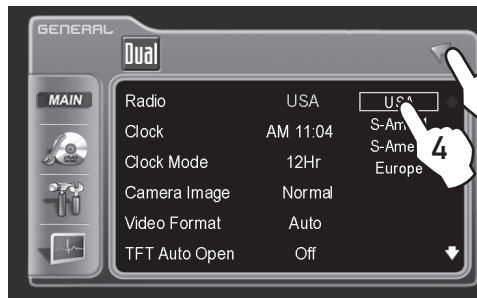 GENERAL
Dual
MAIN
Radio USA USA
Clock AM 11:04
Clock Mode 12Hr Europe
Camera Image Normal
Video Format Auto
TFT Auto Open Off
DVD
4